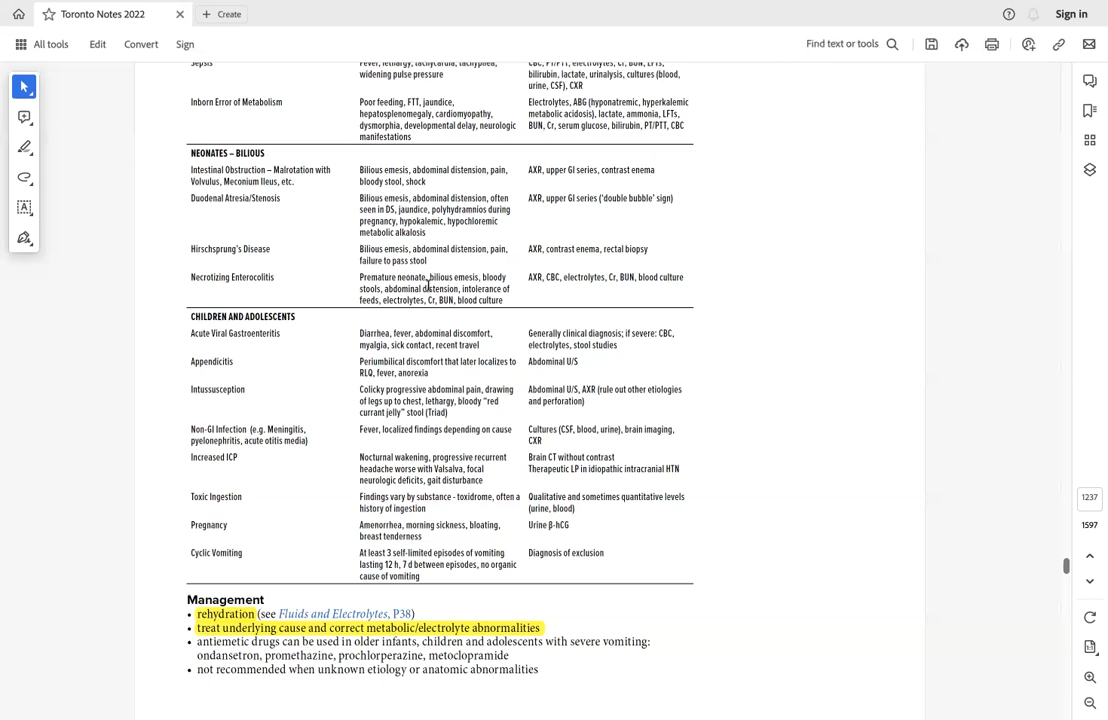 Toronto Notes 2022
Create
Sign in
All tools
Edit
Convert
Sign
Find text or tools
Sepsis
Fever, lethargy, tachycardia, tachypnea,
widening pulse pressure
CBC, PT/PTT, electrolytes, Cr, BUN, LFTs,
bilirubin, lactate, urinalysis, cultures (blood,
urine, CSF), CXR
Inborn Error of Metabolism
Poor feeding, FTT, jaundice,
hepatosplenomegaly, cardiomyopathy,
dysmorphia, developmental delay, neurologic
manifestations
Electrolytes, ABG (hyponatremic, hyperkalemic
metabolic acidosis), lactate, ammonia, LFTs,
BUN, Cr, serum glucose, bilirubin, PT/PTT, CBC
NEONATES – BILIOUS
Intestinal Obstruction – Malrotation with
Volvulus, Meconium Ileus, etc.
Bilious emesis, abdominal distension, pain,
bloody stool, shock
AXR, upper GI series, contrast enema
Duodenal Atresia/Stenosis
Bilious emesis, abdominal distension, often
seen in DS, jaundice, polyhydramnios during
pregnancy, hypokalemic, hypochloremic
metabolic alkalosis
AXR, upper GI series ('double bubble' sign)
Hirschsprung's Disease
Bilious emesis, abdominal distension, pain,
failure to pass stool
AXR, contrast enema, rectal biopsy
Necrotizing Enterocolitis
Premature neonate, bilious emesis, bloody
stools, abdominal distension, intolerance of
feeds, electrolytes, Cr, BUN, blood culture
AXR, CBC, electrolytes, Cr, BUN, blood culture
CHILDREN AND ADOLESCENTS
Acute Viral Gastroenteritis
Diarrhea, fever, abdominal discomfort,
myalgia, sick contact, recent travel
Generally clinical diagnosis; if severe: CBC,
electrolytes, stool studies
Appendicitis
Periumbilical discomfort that later localizes to
RLQ, fever, anorexia
Abdominal U/S
Intussusception
Colicky progressive abdominal pain, drawing
of legs up to chest, lethargy, bloody "red
currant jelly" stool (Triad)
Abdominal U/S, AXR (rule out other etiologies
and perforation)
Non-GI Infection (e.g. Meningitis,
pyelonephritis, acute otitis media)
Fever, localized findings depending on cause
Cultures (CSF, blood, urine), brain imaging,
CXR
Increased ICP
Nocturnal wakening, progressive recurrent
headache worse with Valsalva, focal
neurologic deficits, gait disturbance
Brain CT without contrast
Therapeutic LP in idiopathic intracranial HTN
Toxic Ingestion
Findings vary by substance - toxidrome, often a
history of ingestion
Qualitative and sometimes quantitative levels
(urine, blood)
Pregnancy
Amenorrhea, morning sickness, bloating,
breast tenderness
Urine β-hCG
Cyclic Vomiting
At least 3 self-limited episodes of vomiting
lasting 12 h, 7 d between episodes, no organic
cause of vomiting
Diagnosis of exclusion
Management
• rehydration (see Fluids and Electrolytes, P38)
• treat underlying cause and correct metabolic/electrolyte abnormalities
• antiemetic drugs can be used in older infants, children and adolescents with severe vomiting:
ondansetron, promethazine, prochlorperazine, metoclopramide
• not recommended when unknown etiology or anatomic abnormalities
1237
1597